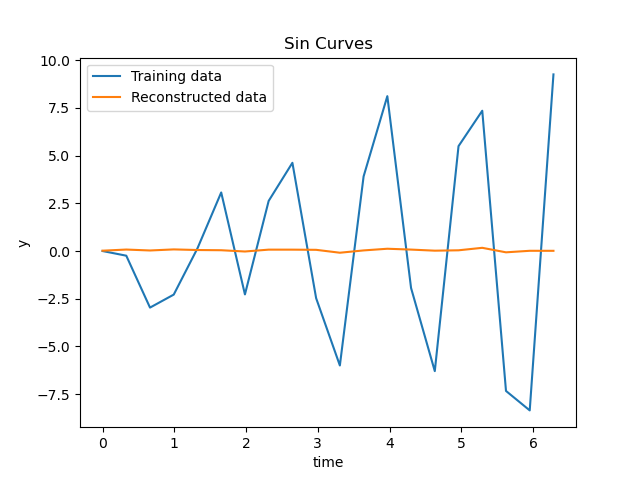 Sin Curves
Training data
Reconstructed data
10.0
7.5
5.0
2.5
0.0
−2.5
−5.0
−7.5
y
0 1 2 3 4 5 6
time